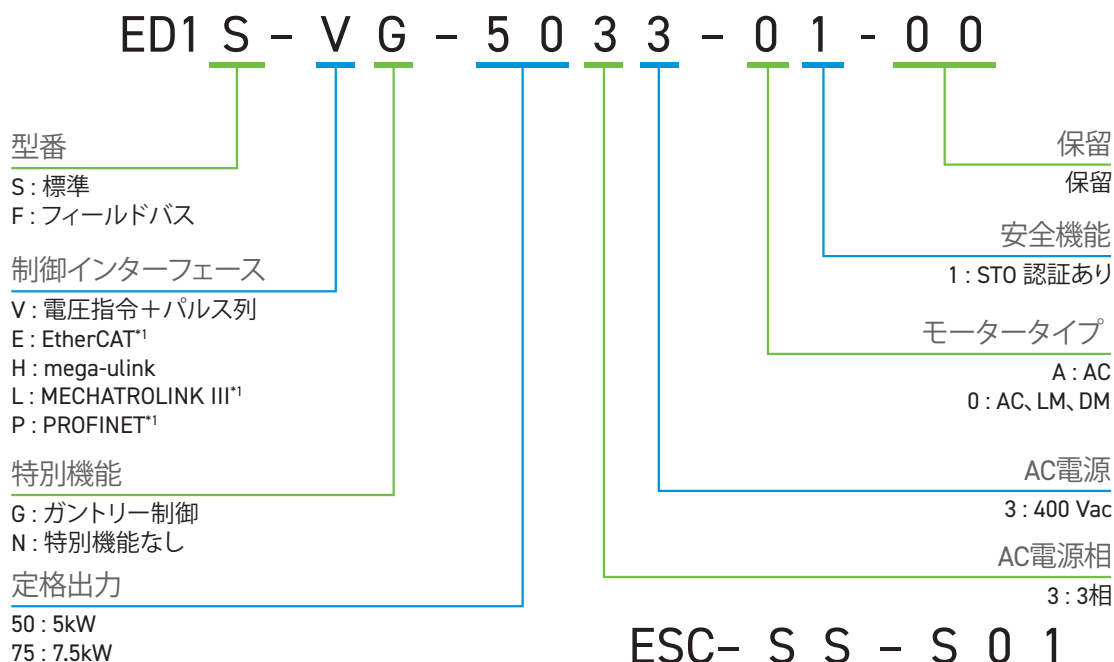 ED1 S - V G - 5 0 3 3 - 0 1 - 0 0
型番
S : 標準
F : フィールドバス
制御インターフェース
V : 電圧指令＋パルス列
E : EtherCAT*1
H : mega-ulink
L : MECHATROLINK III*1
P : PROFINET*1
特別機能
G : ガントリー制御
N : 特別機能なし
定格出力
50 : 5kW
75 : 7.5kW
保留
保留
安全機能
1 : STO 認証あり
モータータイプ
A : AC
0 : AC、LM、DM
AC電源
3 : 400 Vac
AC電源相
3 : 3相
ESC- S S - S 0 1